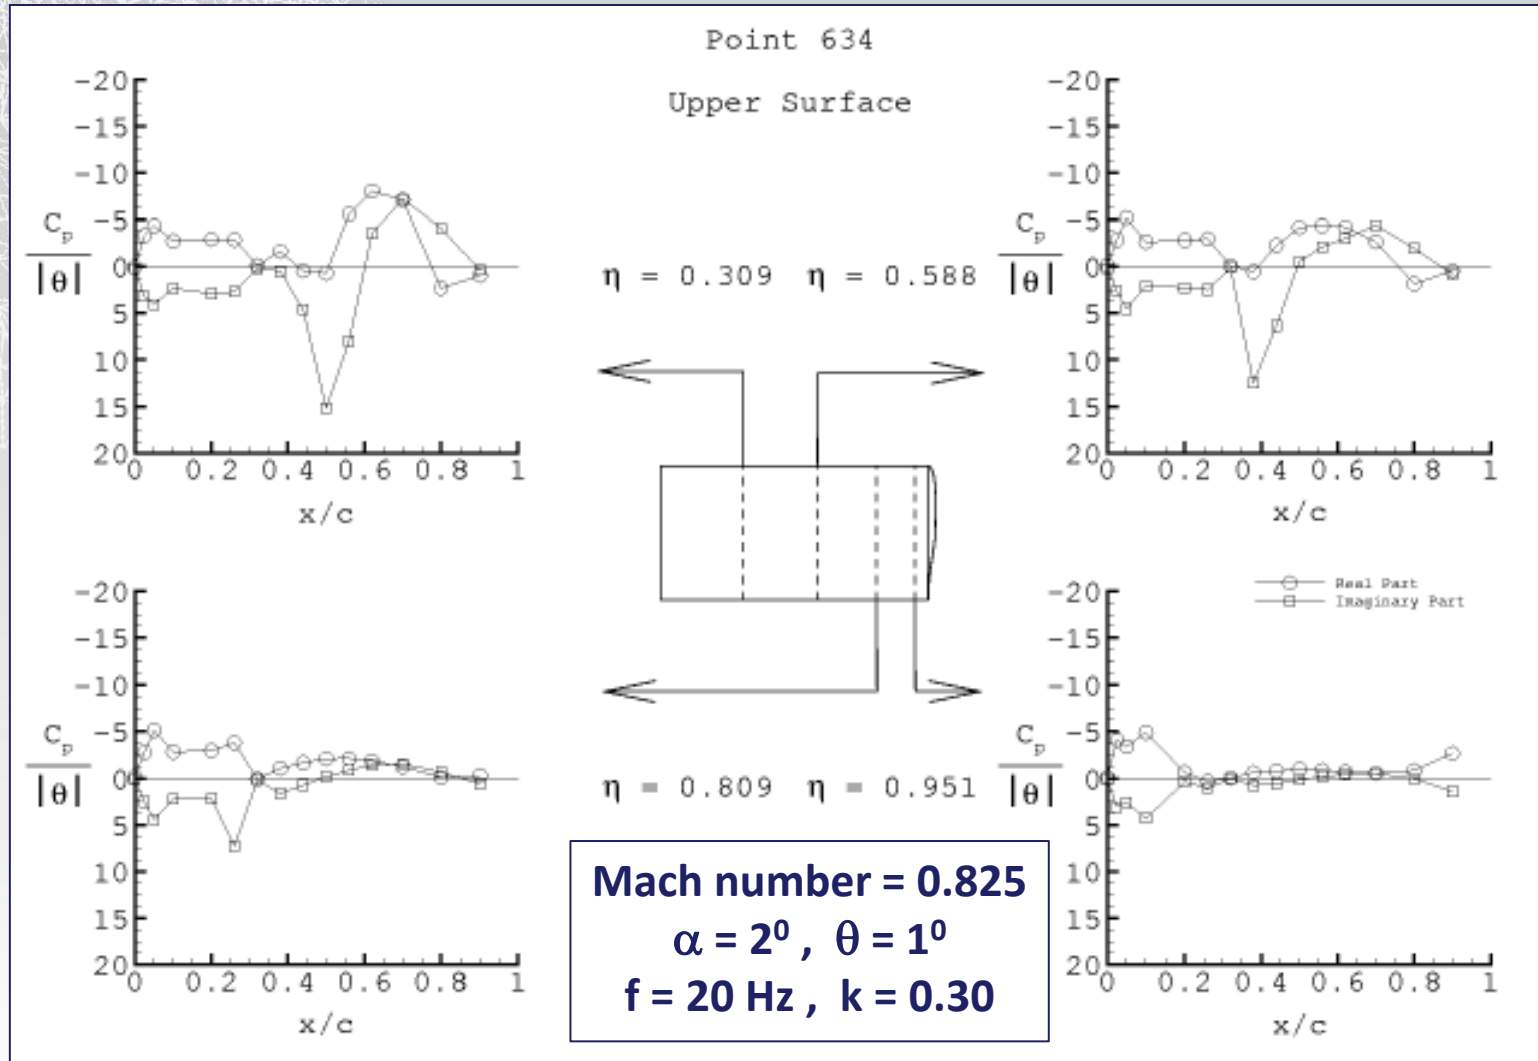 Point 634
Upper Surface
-20
-15
-10
-5
0
5
10
15
20
0 0.2 0.4 0.6 0.8 1
x/c
Cp
|θ|
η = 0.309 η = 0.588
-20
-15
-10
-5
0
5
10
15
20
0 0.2 0.4 0.6 0.8 1
x/c
Cp
|θ|
-20
-15
-10
-5
0
5
10
15
20
0 0.2 0.4 0.6 0.8 1
x/c
Cp
|θ|
η = 0.809 η = 0.951
Real Part
Imaginary Part
-20
-15
-10
-5
0
5
10
15
20
0 0.2 0.4 0.6 0.8 1
x/c
Cp
|θ|
Mach number = 0.825
α = 2⁰ , θ = 1⁰
f = 20 Hz , k = 0.30